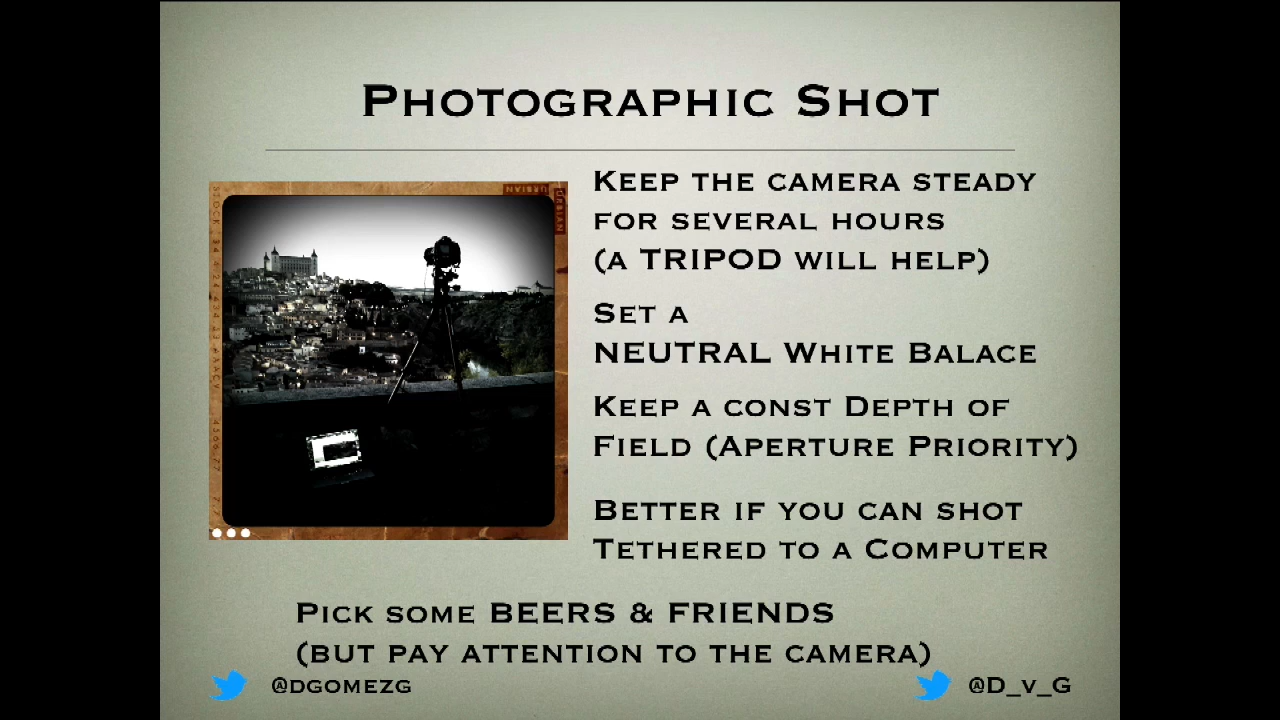 Photographic Shot
Keep the camera steady
for several hours
(a TRIPOD will help)
Set a
NEUTRAL White Balace
Keep a const Depth of
Field (Aperture Priority)
Better if you can shot
Tethered to a Computer
Pick some BEERS & FRIENDS
(but pay attention to the camera)
@dgomezg
@D_v_G
URBIAN
URBIAN